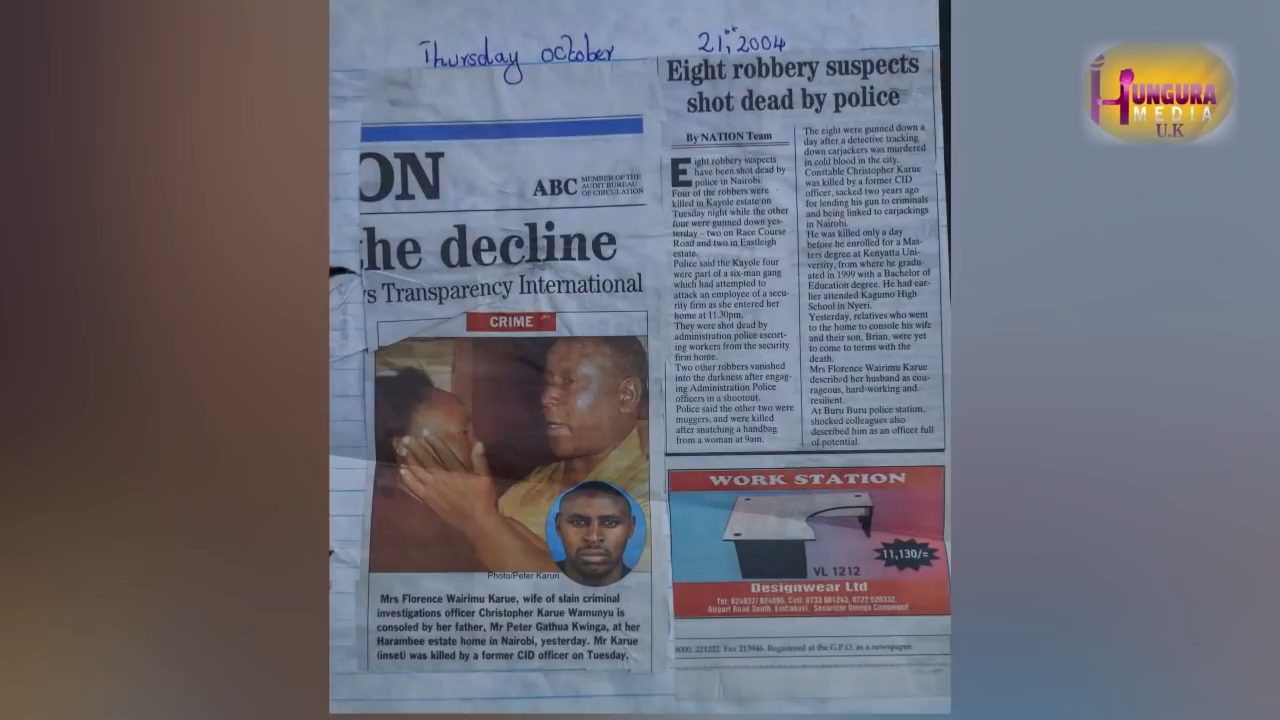 Thursday october 21st, 2004
ON
ABC MEMBER OF THE
AUDIT BUREAU
OF CIRCULATION
the decline
s Transparency International
CRIME
Photo/Peter Karuri
Mrs Florence Wairimu Karue, wife of slain criminal
investigations officer Christopher Karue Wamunyu is
consoled by her father, Mr Peter Gathua Kwinga, at her
Harambee estate home in Nairobi, yesterday. Mr Karue
(inset) was killed by a former CID officer on Tuesday.
Eight robbery suspects
shot dead by police
By NATION Team
Eight robbery suspects
have been shot dead by
police in Nairobi.
Four of the robbers were
killed in Kayole estate on
Tuesday night while the other
four were gunned down yes-
terday – two on Race Course
Road and two in Eastleigh
estate.
Police said the Kayole four
were part of a six-man gang
which had attempted to
attack an employee of a secu-
rity firm as she entered her
home at 11.30pm.
They were shot dead by
administration police escort-
ing workers from the security
firm home.
Two other robbers vanished
into the darkness after engag-
ing Administration Police
officers in a shootout.
Police said the other two were
muggers, and were killed
after snatching a handbag
from a woman at 9am.
The eight were gunned down a
day after a detective tracking
down carjackers was murdered
in cold blood in the city.
Constable Christopher Karue
was killed by a former CID
officer, sacked two years ago
for lending his gun to criminals
and being linked to carjackings
in Nairobi.
He was killed only a day
before he enrolled for a Mas-
ters degree at Kenyatta Uni-
versity, from where he gradu-
ated in 1999 with a Bachelor of
Education degree. He had ear-
lier attended Kagumo High
School in Nyeri.
Yesterday, relatives who went
to the home to console his wife
and their son, Brian, were yet
to come to terms with the
death.
Mrs Florence Wairimu Karue
described her husband as cou-
rageous, hard-working and
resilient.
At Buru Buru police station,
shocked colleagues also
described him as an officer full
of potential.
WORK STATION
11,130/=
VL 1212
Designwear Ltd
Airport Road South, Embakasi, Securicor Omega Compound
221222, Fax 213946. Registered at the G.P.O. as a newspaper.
HUNGURA
MEDIA
U.K